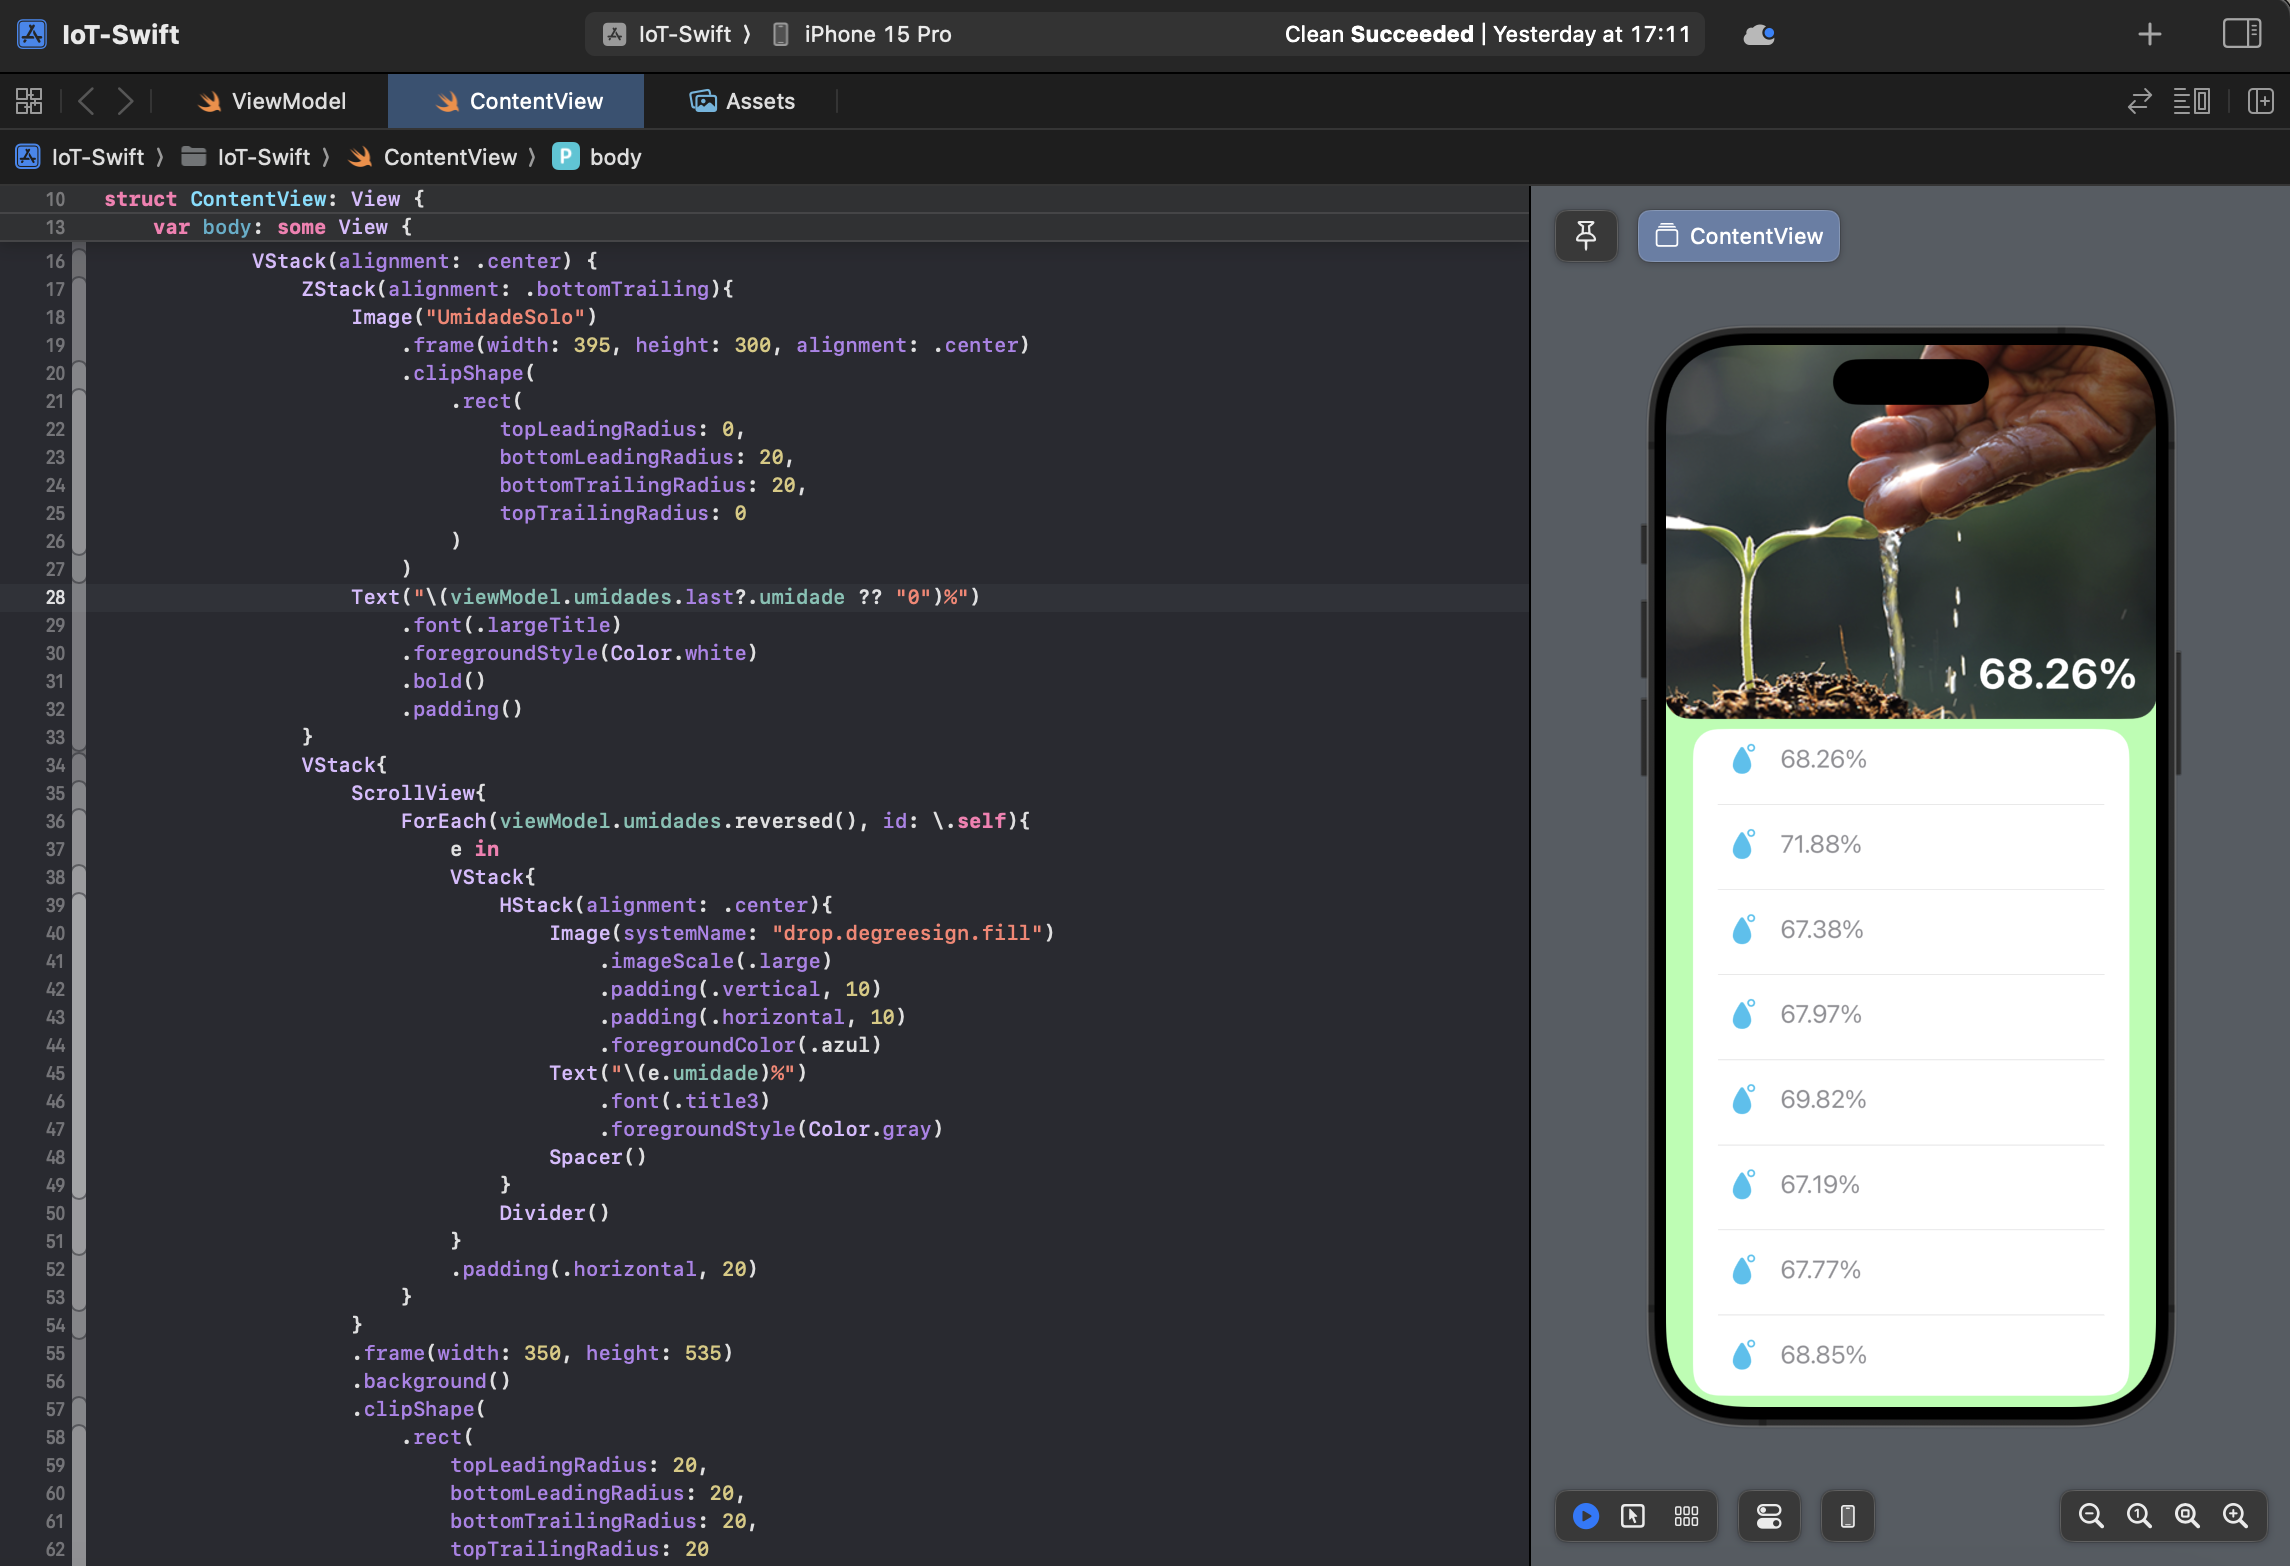 IoT-Swift
IoT-Swift ⟩ iPhone 15 Pro
Clean Succeeded | Yesterday at 17:11
ViewModel
ContentView
Assets
IoT-Swift ⟩ IoT-Swift ⟩ ContentView ⟩ P body
10 struct ContentView: View {
13 var body: some View {
16 VStack(alignment: .center) {
17 ZStack(alignment: .bottomTrailing){
18 Image("UmidadeSolo")
19 .frame(width: 395, height: 300, alignment: .center)
20 .clipShape(
21 .rect(
22 topLeadingRadius: 0,
23 bottomLeadingRadius: 20,
24 bottomTrailingRadius: 20,
25 topTrailingRadius: 0
26 )
27 )
28 Text("\(viewModel.umidades.last?.umidade ?? "0")%")
29 .font(.largeTitle)
30 .foregroundStyle(Color.white)
31 .bold()
32 .padding()
33 }
34 VStack{
35 ScrollView{
36 ForEach(viewModel.umidades.reversed(), id: \.self){
37 e in
38 VStack{
39 HStack(alignment: .center){
40 Image(systemName: "drop.degreesign.fill")
41 .imageScale(.large)
42 .padding(.vertical, 10)
43 .padding(.horizontal, 10)
44 .foregroundColor(.azul)
45 Text("\(e.umidade)%")
46 .font(.title3)
47 .foregroundStyle(Color.gray)
48 Spacer()
49 }
50 Divider()
51 }
52 .padding(.horizontal, 20)
53 }
54 }
55 .frame(width: 350, height: 535)
56 .background()
57 .clipShape(
58 .rect(
59 topLeadingRadius: 20,
60 bottomLeadingRadius: 20,
61 bottomTrailingRadius: 20,
62 topTrailingRadius: 20
ContentView
68.26%
68.26%
71.88%
67.38%
67.97%
69.82%
67.19%
67.77%
68.85%